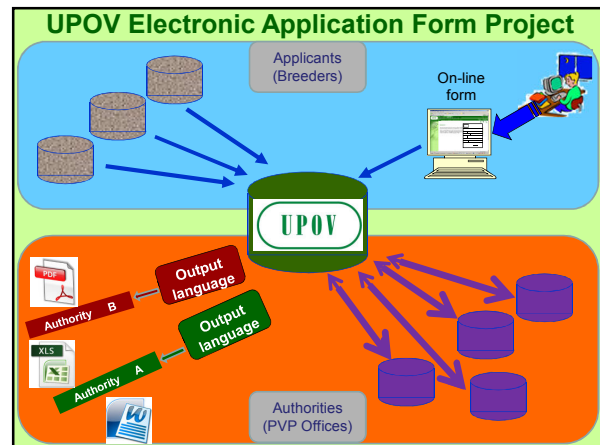 UPOV Electronic Application Form Project
Applicants
(Breeders)
On-line
form
UPOV
PDF
Output
language
Authority B
Output
language
XLS
Authority A
W
Authorities
(PVP Offices)